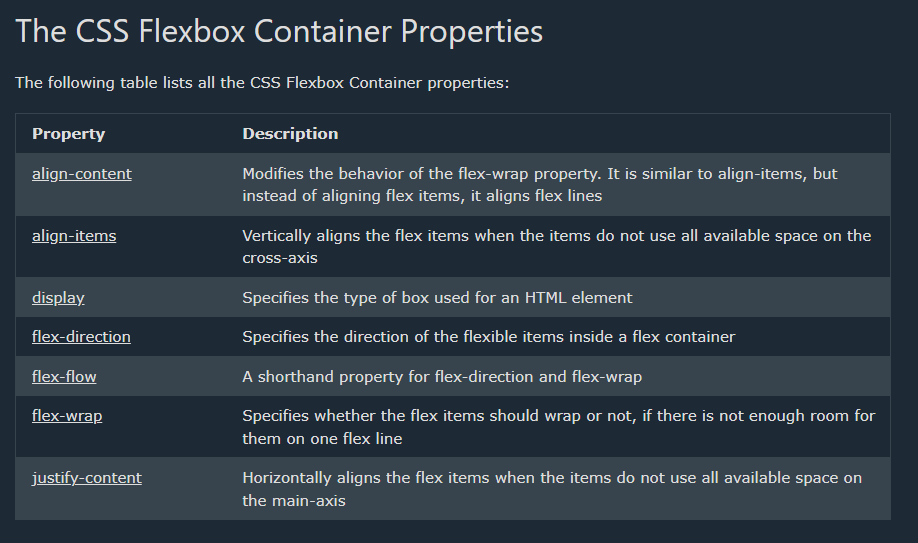 The CSS Flexbox Container Properties
The following table lists all the CSS Flexbox Container properties:
Property Description
align-content Modifies the behavior of the flex-wrap property. It is similar to align-items, but
instead of aligning flex items, it aligns flex lines
align-items Vertically aligns the flex items when the items do not use all available space on the
cross-axis
display Specifies the type of box used for an HTML element
flex-direction Specifies the direction of the flexible items inside a flex container
flex-flow A shorthand property for flex-direction and flex-wrap
flex-wrap Specifies whether the flex items should wrap or not, if there is not enough room for
them on one flex line
justify-content Horizontally aligns the flex items when the items do not use all available space on
the main-axis